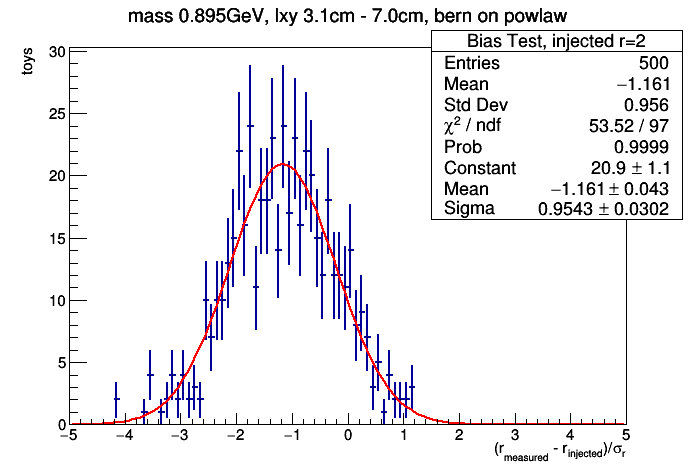 mass 0.895GeV, lxy 3.1cm - 7.0cm, bern on powlaw
toys
Bias Test, injected r=2
Entries 500
Mean −1.161
Std Dev 0.956
χ² / ndf 53.52 / 97
Prob 0.9999
Constant 20.9 ± 1.1
Mean −1.161 ± 0.043
Sigma 0.9543 ± 0.0302
30
25
20
15
10
5
0
−5 −4 −3 −2 −1 0 1 2 3 4 5
(r_measured - r_injected)/σ_r